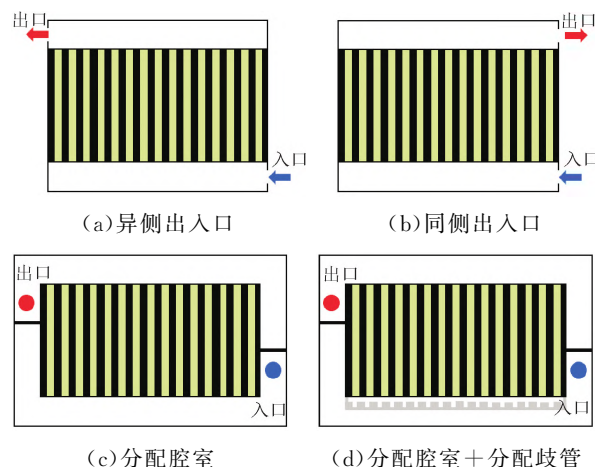 出口
入口
(a)异侧出入口
出口
入口
(b)同侧出入口
出口
入口
(c)分配腔室
出口
入口
(d)分配腔室+分配歧管